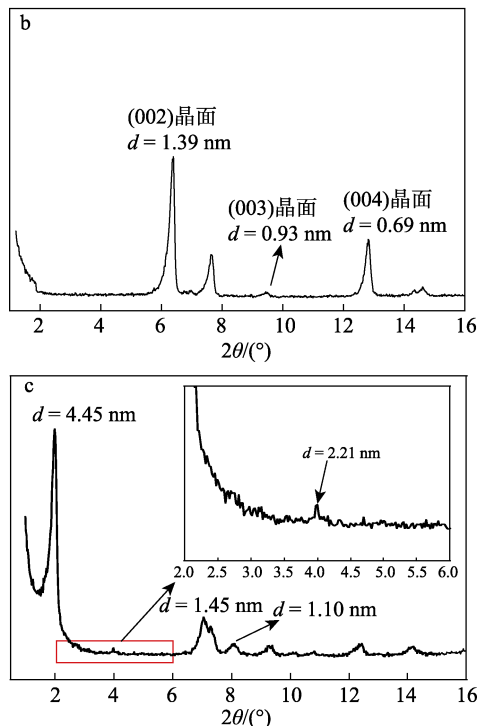 b
(002)晶面
d = 1.39 nm
(003)晶面
d = 0.93 nm
(004)晶面
d = 0.69 nm
2 4 6 8 10 12 14 16
2θ/(°)
c
d = 4.45 nm
d = 2.21 nm
2.0 2.5 3.0 3.5 4.0 4.5 5.0 5.5 6.0
d = 1.45 nm
d = 1.10 nm
2 4 6 8 10 12 14 16
2θ/(°)